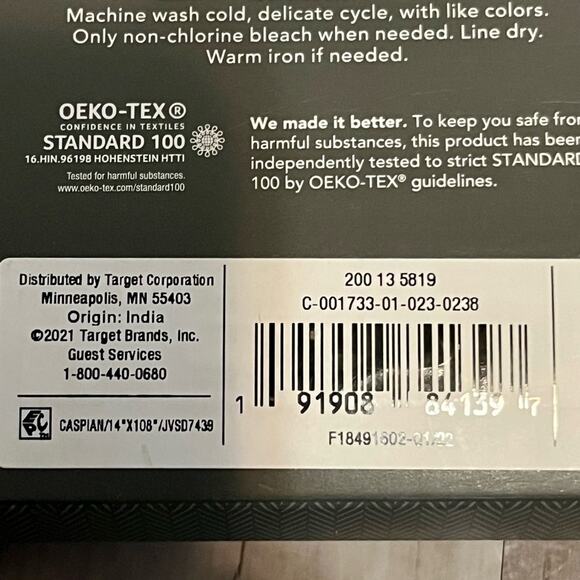 Machine wash cold, delicate cycle, with like colors.
Only non-chlorine bleach when needed. Line dry.
Warm iron if needed.
OEKO-TEX®
CONFIDENCE IN TEXTILES
STANDARD 100
16.HIN.96198 HOHENSTEIN HTTI
Tested for harmful substances.
www.oeko-tex.com/standard100
We made it better. To keep you safe from
harmful substances, this product has been
independently tested to strict STANDARD
100 by OEKO-TEX® guidelines.
Distributed by Target Corporation
Minneapolis, MN 55403
Origin: India
©2021 Target Brands, Inc.
Guest Services
1-800-440-0680
EPC
CASPIAN/14"X108"/JVSD7439
200 13 5819
C-001733-01-023-0238
1 91908 84139 7
F18491602-01/22